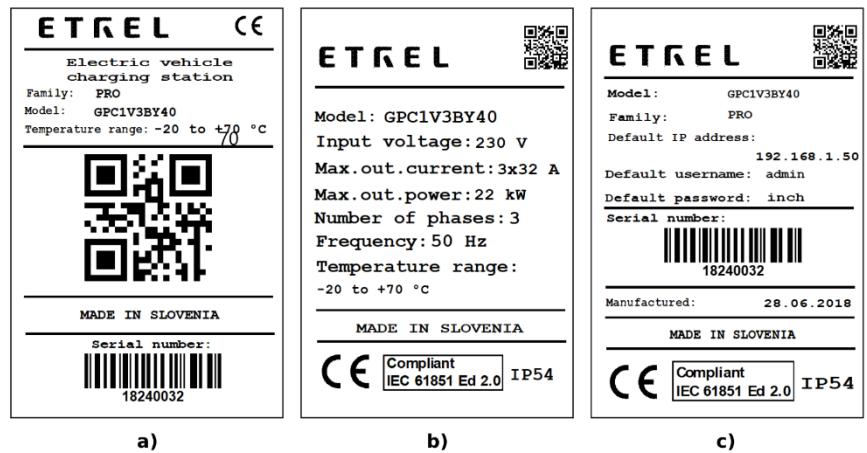 ETREL CE
Electric vehicle
charging station
Family: PRO
Model: GPC1V3BY40
Temperature range: -20 to +70 °C
70
MADE IN SLOVENIA
Serial number:
18240032
a)
ETREL
Model: GPC1V3BY40
Input voltage: 230 V
Max.out.current: 3x32 A
Max.out.power: 22 kW
Number of phases: 3
Frequency: 50 Hz
Temperature range:
-20 to +70 °C
MADE IN SLOVENIA
CE Compliant
IEC 61851 Ed 2.0 IP54
b)
ETREL
Model: GPC1V3BY40
Family: PRO
Default IP address:
192.168.1.50
Default username: admin
Default password: inch
Serial number:
18240032
Manufactured: 28.06.2018
MADE IN SLOVENIA
CE Compliant
IEC 61851 Ed 2.0 IP54
c)